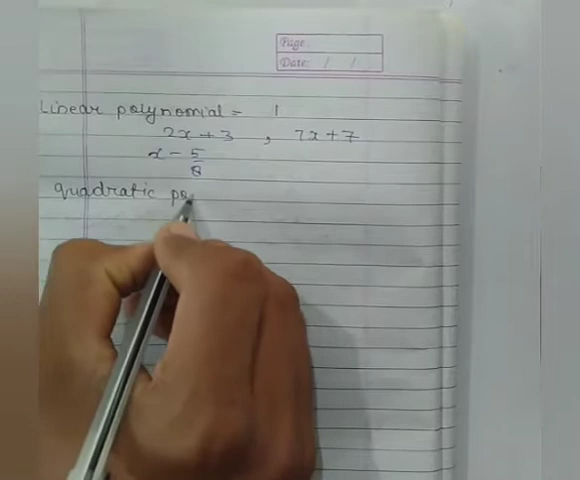 Page
Date: / /
Linear polynomial = 1
2x + 3 , 7x + 7
x - 5/8
quadratic po